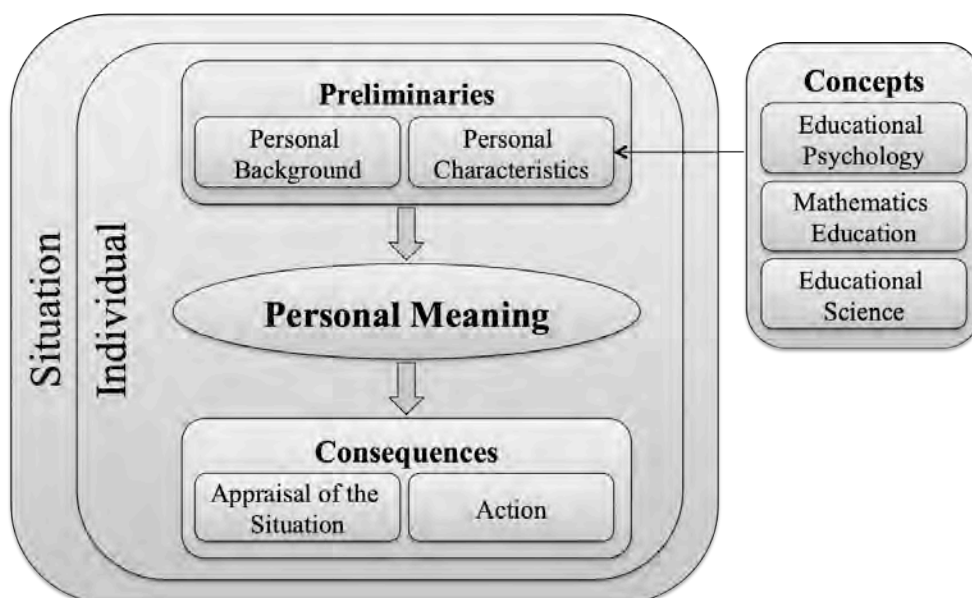 Situation
Individual
Preliminaries
Personal
Background
Personal
Characteristics
Personal Meaning
Consequences
Appraisal of the
Situation
Action
Concepts
Educational
Psychology
Mathematics
Education
Educational
Science